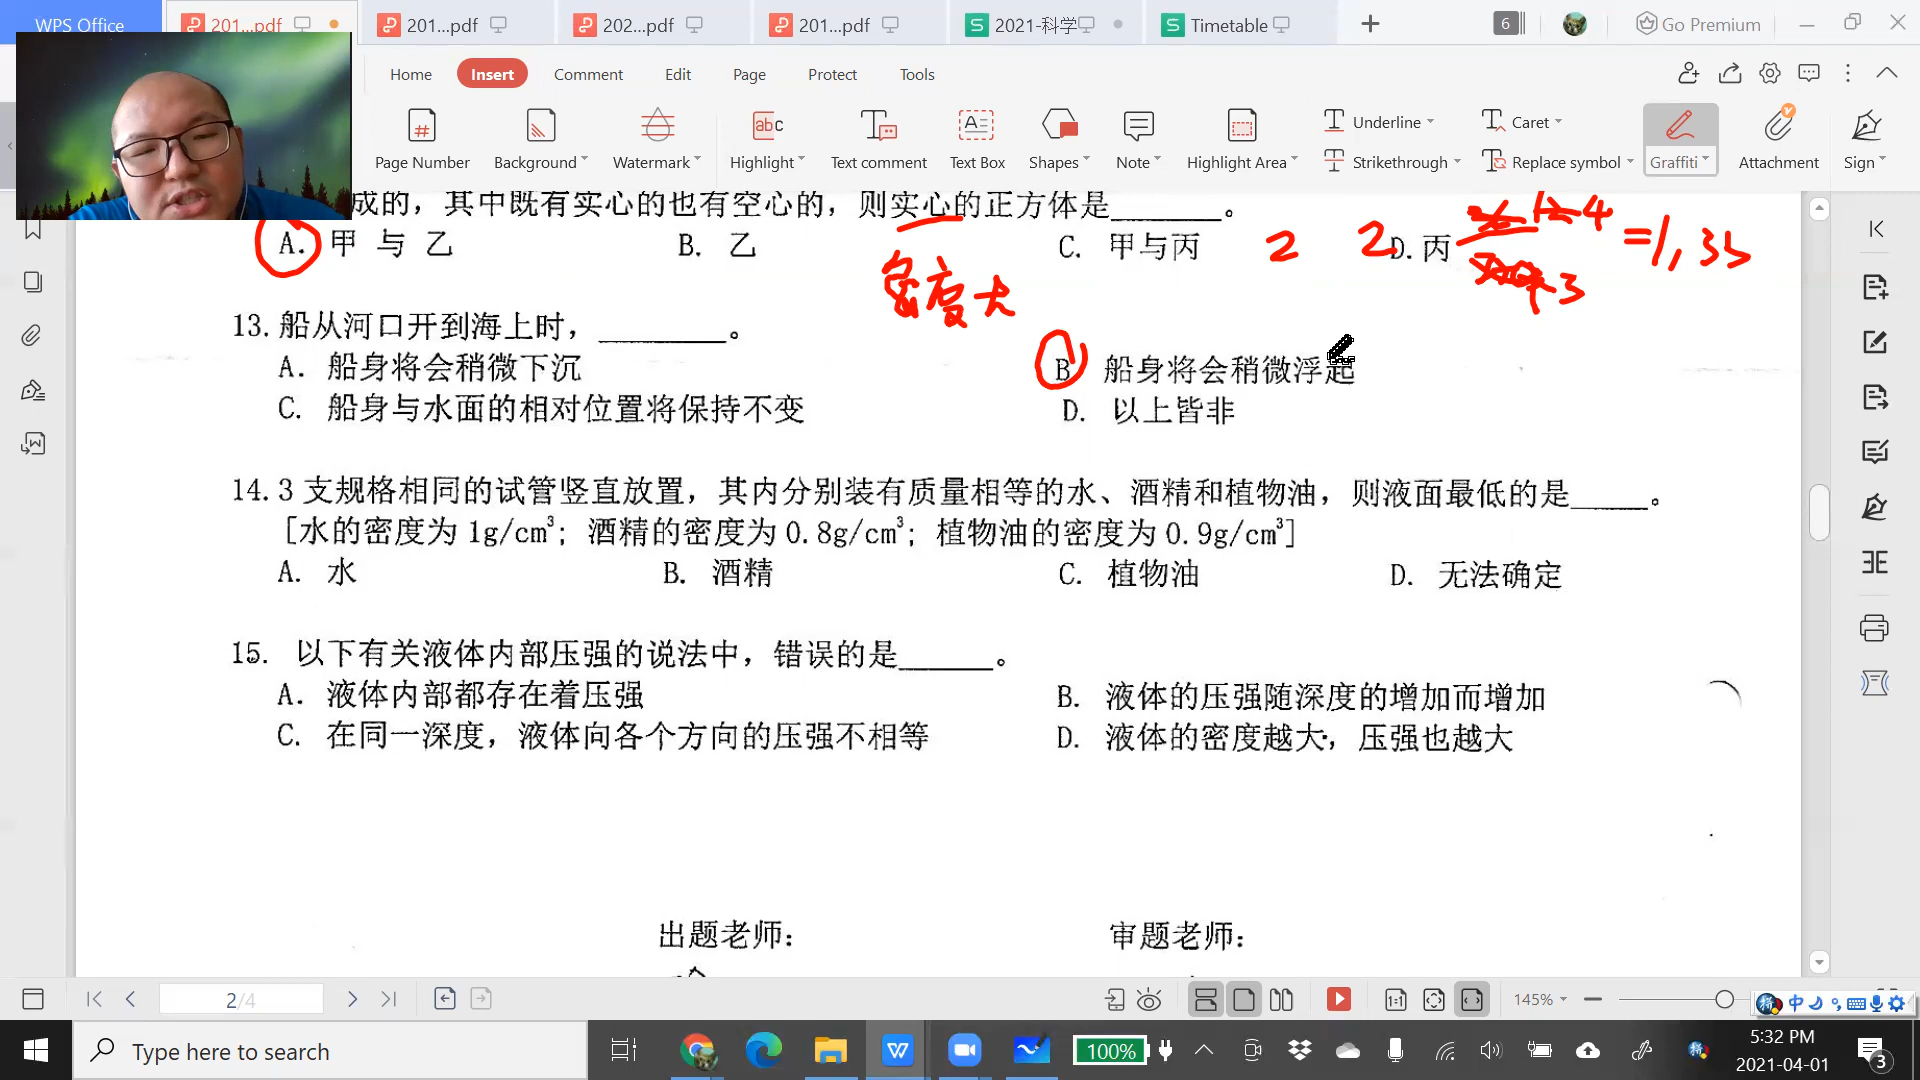 WPS Office
201...pdf
201...pdf
202...pdf
201...pdf
2021-科学
Timetable
6
Go Premium
Home
Insert
Comment
Edit
Page
Protect
Tools
Page Number
Background
Watermark
Highlight
Text comment
Text Box
Shapes
Note
Highlight Area
Underline
Strikethrough
Caret
Replace symbol
Graffiti
Attachment
Sign
成的，其中既有实心的也有空心的，则实心的正方体是______。
A. 甲 与 乙
B. 乙
C. 甲与丙
D. 丙
2 2
4
3
=1.33
密度大
13. 船从河口开到海上时，________。
A. 船身将会稍微下沉
B 船身将会稍微浮起
C. 船身与水面的相对位置将保持不变
D. 以上皆非
14. 3 支规格相同的试管竖直放置，其内分别装有质量相等的水、酒精和植物油，则液面最低的是_____。
[水的密度为 1g/cm³；酒精的密度为 0.8g/cm³；植物油的密度为 0.9g/cm³]
A. 水
B. 酒精
C. 植物油
D. 无法确定
15. 以下有关液体内部压强的说法中，错误的是______。
A. 液体内部都存在着压强
B. 液体的压强随深度的增加而增加
C. 在同一深度，液体向各个方向的压强不相等
D. 液体的密度越大，压强也越大
出题老师：
审题老师：
2/4
145%
中
Type here to search
100%
5:32 PM
2021-04-01
3